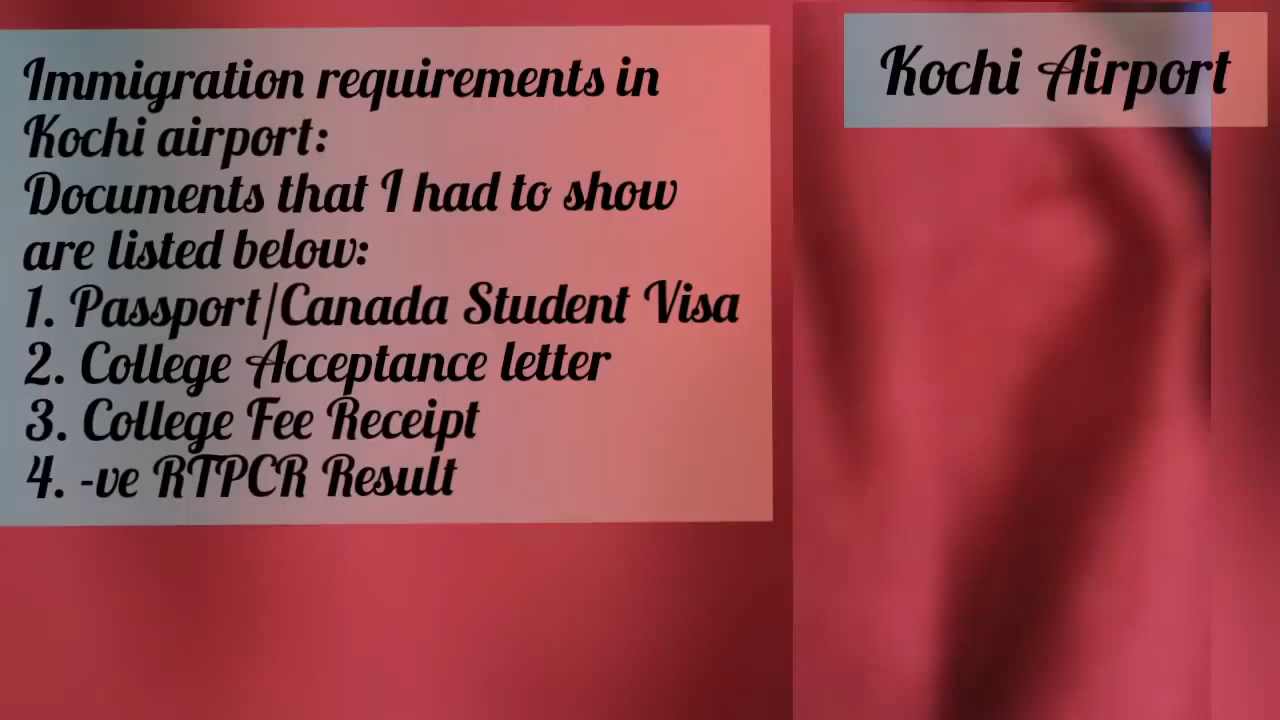 Immigration requirements in
Kochi airport:
Documents that I had to show
are listed below:
1. Passport/Canada Student Visa
2. College Acceptance letter
3. College Fee Receipt
4. -ve RTPCR Result
Kochi Airport